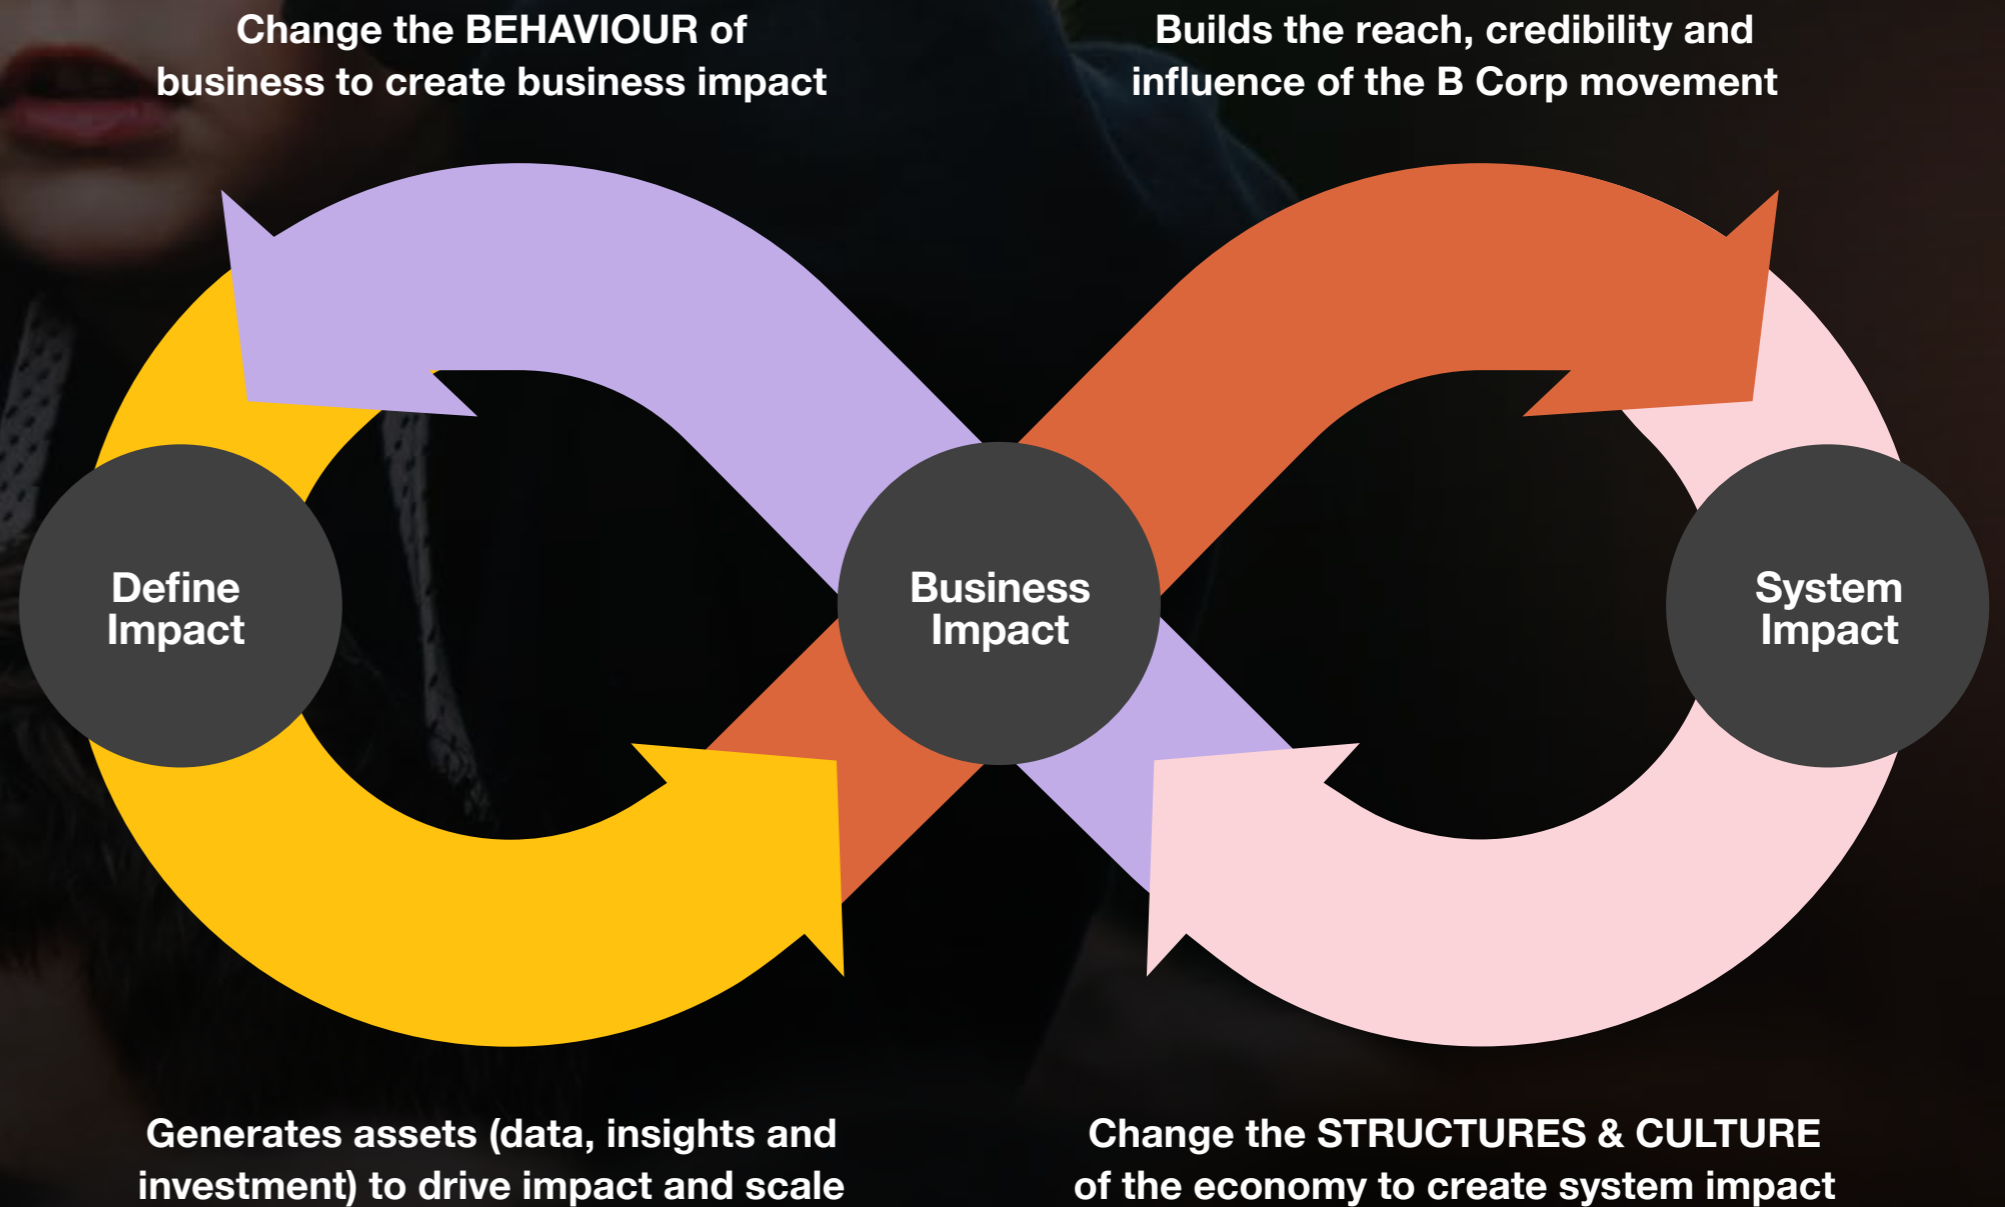 Change the BEHAVIOUR of
business to create business impact
Builds the reach, credibility and
influence of the B Corp movement
Define
Impact
Business
Impact
System
Impact
Generates assets (data, insights and
investment) to drive impact and scale
Change the STRUCTURES & CULTURE
of the economy to create system impact